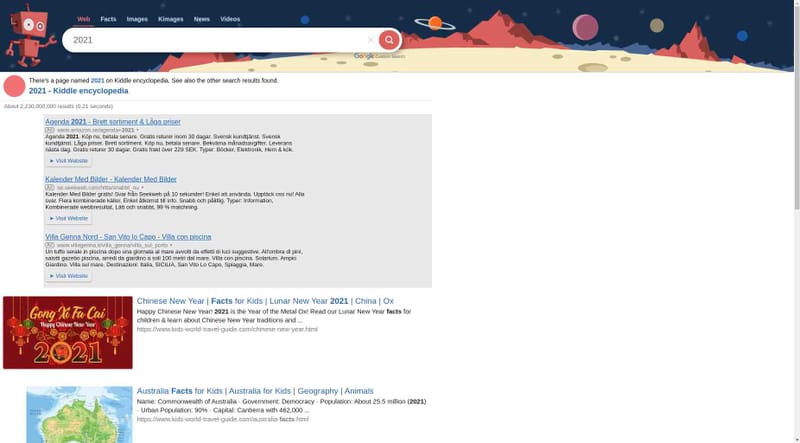 Web Facts Images Kimages News Videos
2021
Google Custom Search
There's a page named 2021 on Kiddle encyclopedia. See also the other search results found.
2021 - Kiddle encyclopedia
About 2,230,000,000 results (0.21 seconds)
Agenda 2021 - Brett sortiment & Låga priser
Ad www.amazon.se/agenda+2021
Agenda 2021. Köp nu, betala senare. Gratis returer inom 30 dagar. Svensk kundtjänst. Svensk
kundtjänst. Låga priser. Brett sortiment. Köp nu, betala senare. Bekväma månadsavgifter. Leverans
nästa dag. Gratis returer 30 dagar. Gratis frakt över 229 SEK. Typer: Böcker, Elektronik, Hem & kök.
➤ Visit Website
Kalender Med Bilder - Kalender Med Bilder
Ad se.seekweb.com/hitta/snabbt_nu
Kalender Med Bilder gratis! Svar från Seekweb på 10 sekunder! Enkel att använda. Upptäck oss nu! Alla
svar. Flera kombinerade källor. Enkel åtkomst till info. Snabb och pålitlig. Typer: Information,
Kombinerade webbresultat, Lätt och snabbt, 99 % matchning.
➤ Visit Website
Villa Genna Nord - San Vito lo Capo - Villa con piscina
Ad www.villagenna.it/villa_genna/villa_sul_porto
Un tuffo serale in piscina dopo una giornata al mare avvolti da effetti di luci suggestive. All'ombra di pini,
salotti gazebo piscina, arredi da giardino a soli 100 metri dal mare. Villa con piscina. Solarium. Ampio
Giardino. Villa sul mare. Destinazioni: Italia, SICILIA, San Vito Lo Capo, Spiaggia, Mare.
➤ Visit Website
Gong Xi Fa Cai
Happy Chinese New Year
2021
Chinese New Year | Facts for Kids | Lunar New Year 2021 | China | Ox
Happy Chinese New Year! 2021 is the Year of the Metal Ox! Read our Lunar New Year facts for
children & learn about Chinese New Year traditions and ...
https://www.kids-world-travel-guide.com/chinese-new-year.html
Australia Facts for Kids | Australia for Kids | Geography | Animals
Name: Commonwealth of Australia · Government: Democracy · Population: About 25.5 million (2021)
· Urban Population: 90% · Capital: Canberra with 462,000 ...
https://www.kids-world-travel-guide.com/australia-facts.html